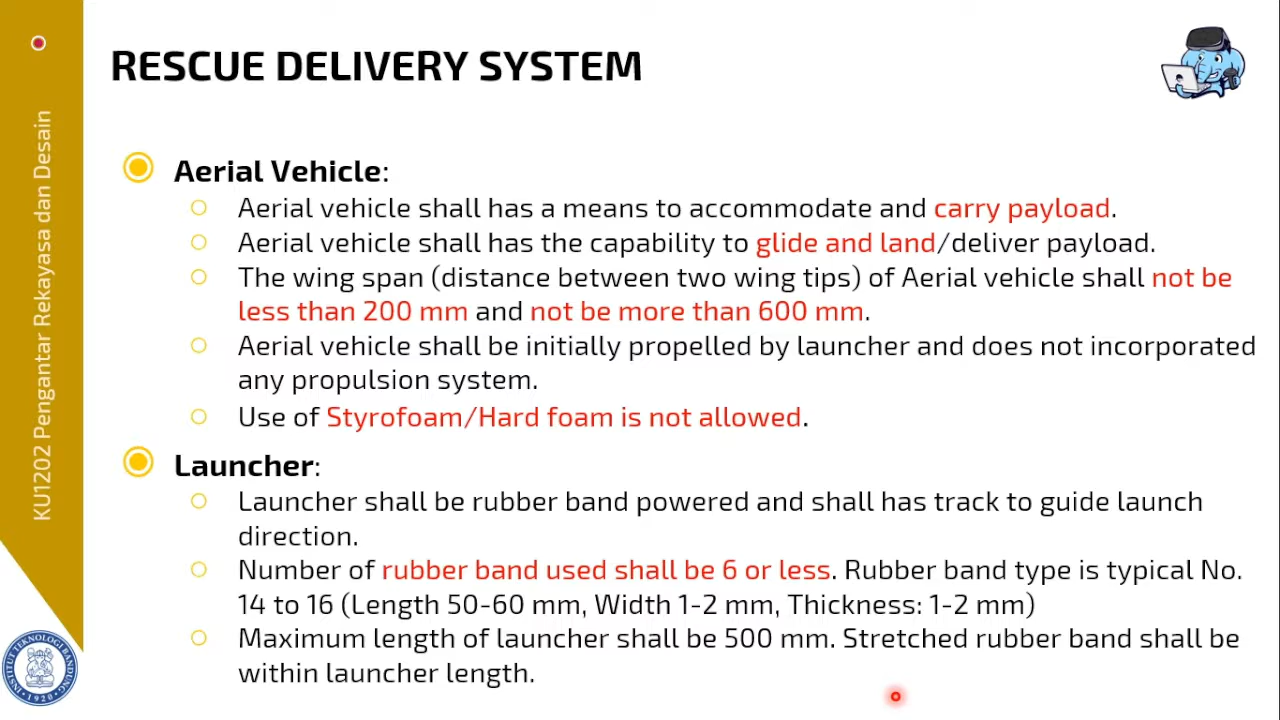 RESCUE DELIVERY SYSTEM
KU1202 Pengantar Rekayasa dan Desain
Aerial Vehicle:
Aerial vehicle shall has a means to accommodate and carry payload.
Aerial vehicle shall has the capability to glide and land/deliver payload.
The wing span (distance between two wing tips) of Aerial vehicle shall not be
less than 200 mm and not be more than 600 mm.
Aerial vehicle shall be initially propelled by launcher and does not incorporated
any propulsion system.
Use of Styrofoam/Hard foam is not allowed.
Launcher:
Launcher shall be rubber band powered and shall has track to guide launch
direction.
Number of rubber band used shall be 6 or less. Rubber band type is typical No.
14 to 16 (Length 50-60 mm, Width 1-2 mm, Thickness: 1-2 mm)
Maximum length of launcher shall be 500 mm. Stretched rubber band shall be
within launcher length.
INSTITUT TEKNOLOGI BANDUNG
1920